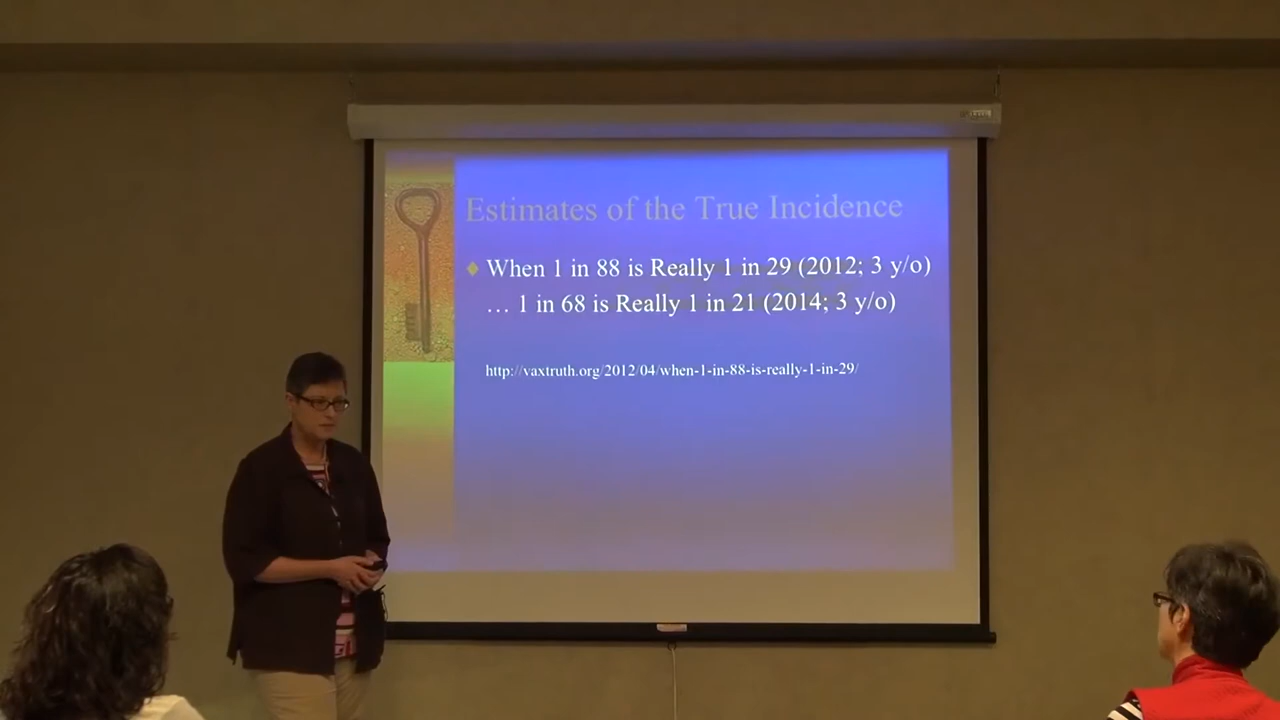 Estimates of the True Incidence
When 1 in 88 is Really 1 in 29 (2012; 3 y/o)
… 1 in 68 is Really 1 in 21 (2014; 3 y/o)
http://vaxtruth.org/2012/04/when-1-in-88-is-really-1-in-29/